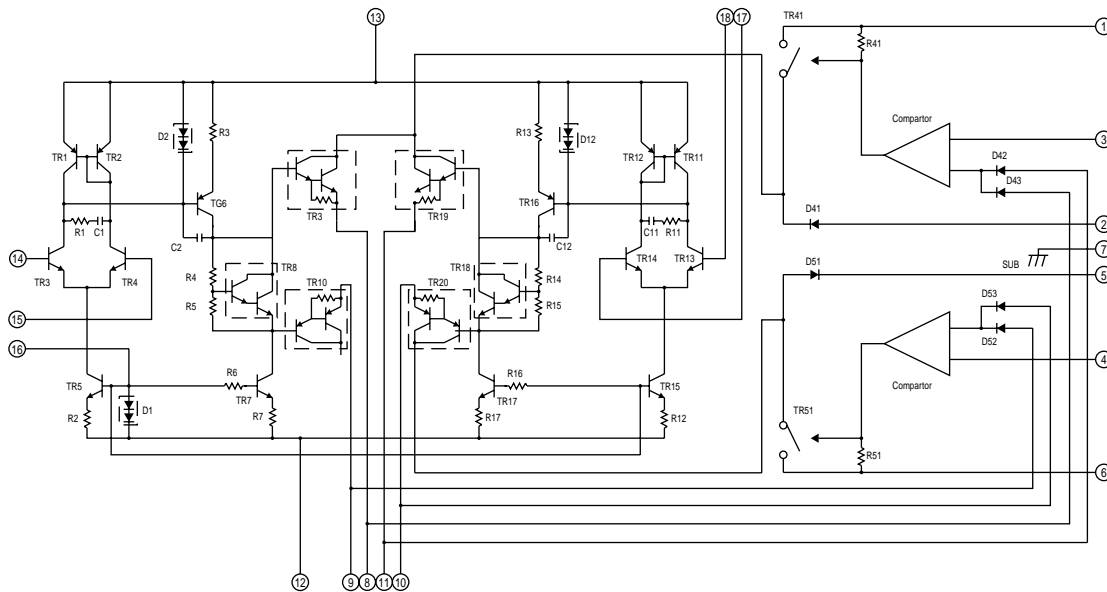 13
18
17
TR41
1
R41
Compartor
3
D2
R3
R13
D12
D42
TR1
TR2
TR12
TR11
D43
TG6
TR3
TR19
TR16
D41
2
R1
C1
C2
C12
C11
R11
7
14
TR8
TR18
TR14
TR13
18
D51
SUB
5
TR3
TR4
R4
TR10
TR20
R14
R5
R15
D53
15
D52
16
Compartor
4
TR5
R6
R16
TR15
TR7
TR17
R2
D1
R7
R17
R12
TR51
R51
6
12
9
8
11
10